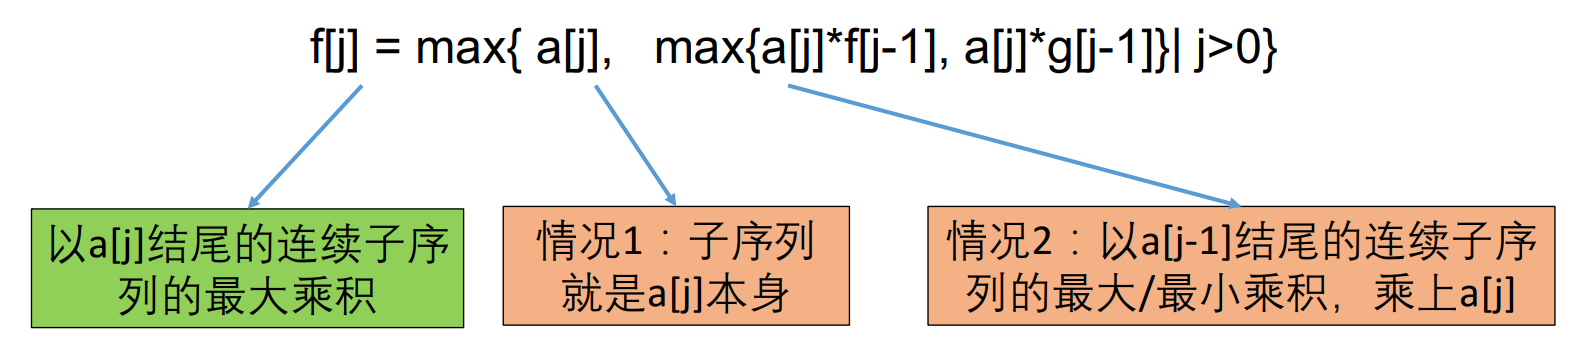 f[j] = max{ a[j], max{a[j]*f[j-1], a[j]*g[j-1]}| j>0}
以a[j]结尾的连续子序
列的最大乘积
情况1：子序列
就是a[j]本身
情况2：以a[j-1]结尾的连续子序
列的最大/最小乘积，乘上a[j]